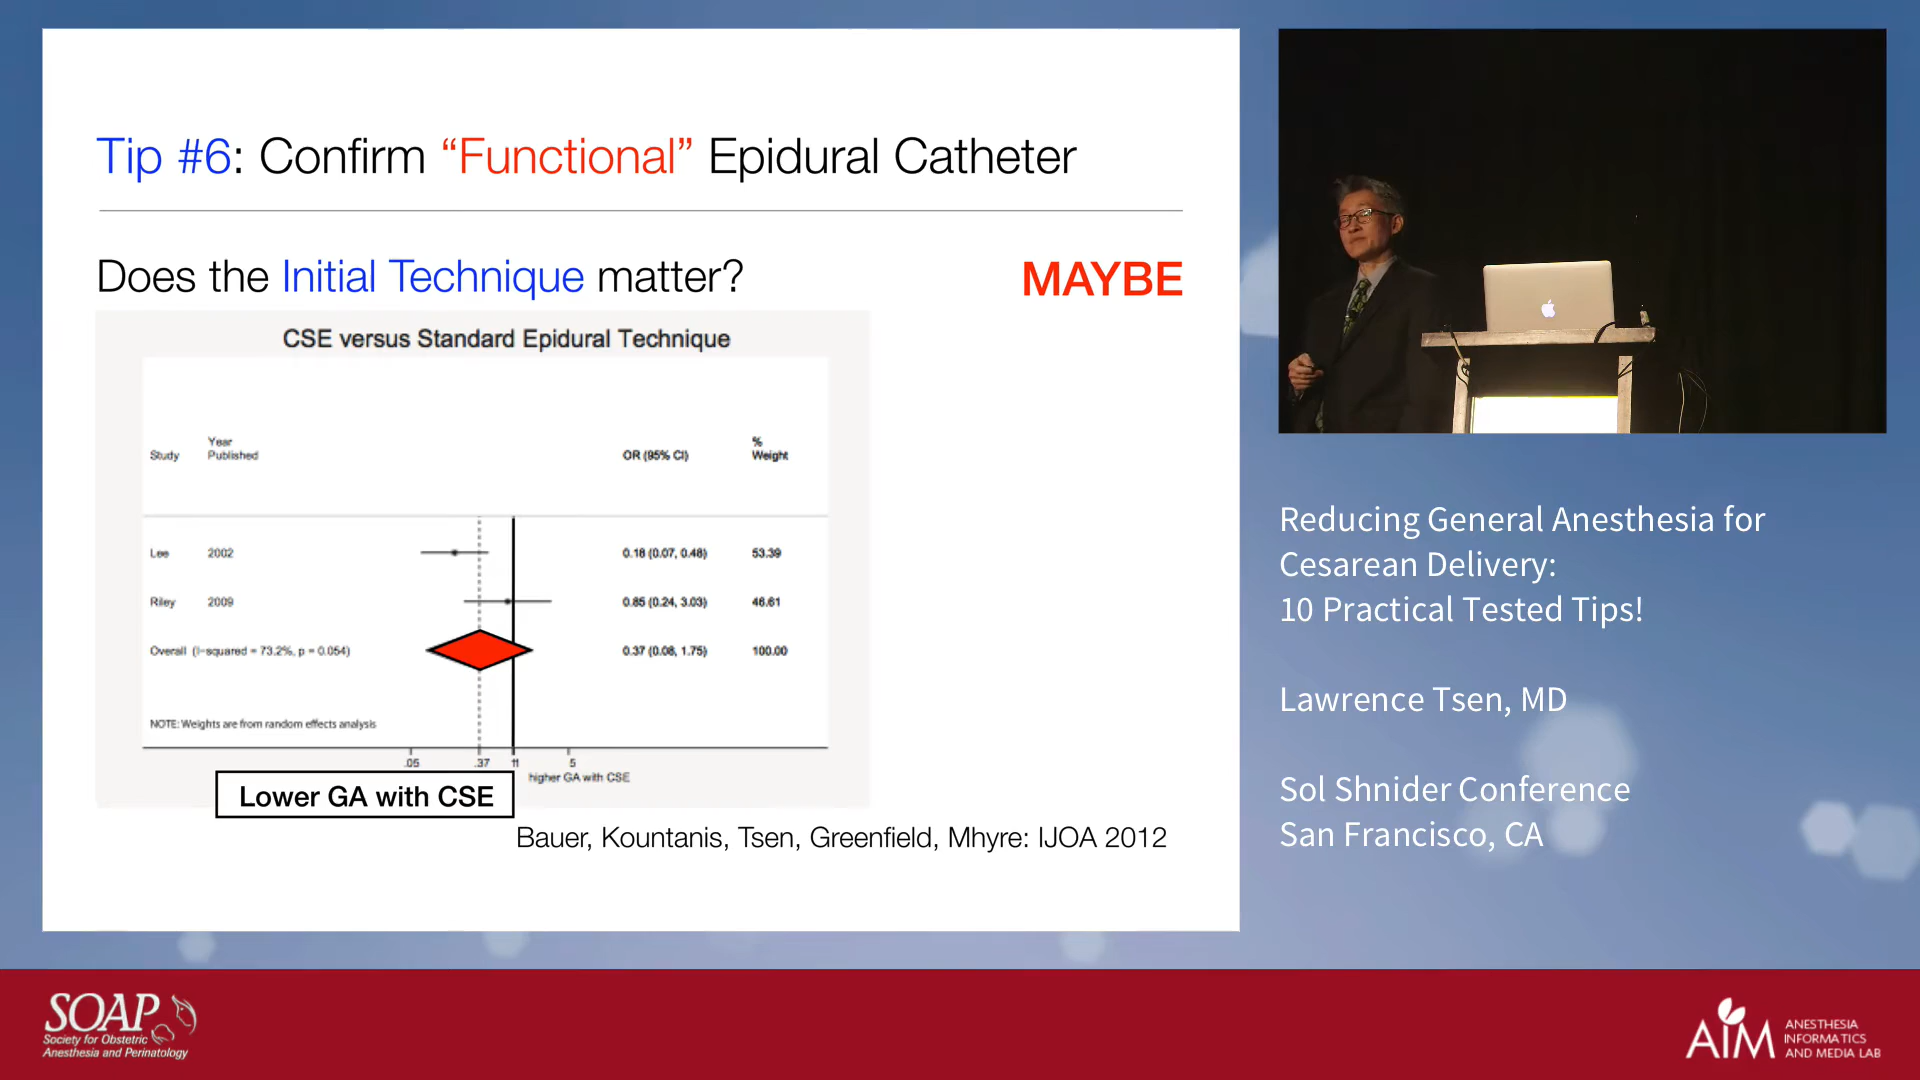 Tip #6: Confirm “Functional” Epidural Catheter
Does the Initial Technique matter?
MAYBE
CSE versus Standard Epidural Technique
Study
Year Published
OR (95% CI)
% Weight
Lee 2002 0.18 (0.07, 0.48) 53.39
Riley 2009 0.85 (0.24, 3.03) 46.61
Overall (I-squared = 73.2%, p = 0.054) 0.37 (0.08, 1.75) 100.00
NOTE: Weights are from random effects analysis
.05 .37 11 5
higher GA with CSE
Lower GA with CSE
Bauer, Kountanis, Tsen, Greenfield, Mhyre: IJOA 2012
Reducing General Anesthesia for
Cesarean Delivery:
10 Practical Tested Tips!
Lawrence Tsen, MD
Sol Shnider Conference
San Francisco, CA
SOAP
Society for Obstetric
Anesthesia and Perinatology
AIM
ANESTHESIA
INFORMATICS
AND MEDIA LAB